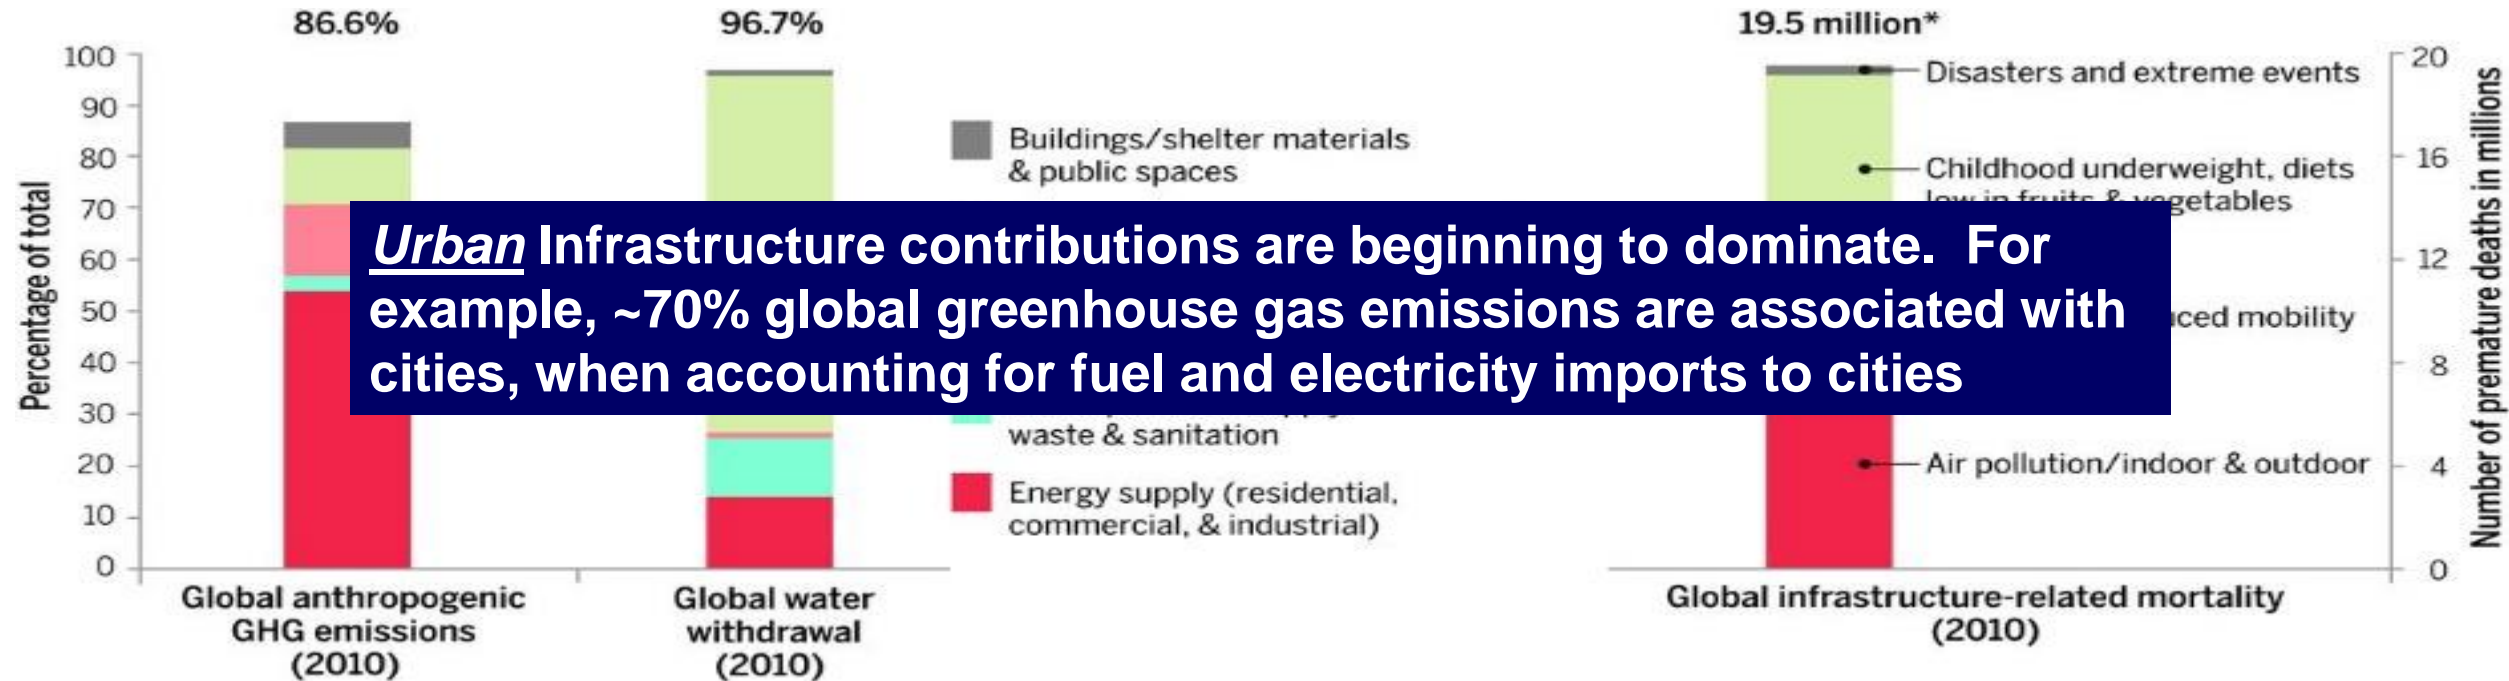 86.6%
96.7%
19.5 million*
Percentage of total
100
90
80
70
60
50
40
30
20
10
0
Buildings/shelter materials
& public spaces
waste & sanitation
Energy supply (residential,
commercial, & industrial)
Urban Infrastructure contributions are beginning to dominate. For
example, ~70% global greenhouse gas emissions are associated with
cities, when accounting for fuel and electricity imports to cities
Disasters and extreme events
Childhood underweight, diets
low in fruits & vegetables
mobility
Air pollution/indoor & outdoor
20
16
12
8
4
0
Number of premature deaths in millions
Global anthropogenic
GHG emissions
(2010)
Global water
withdrawal
(2010)
Global infrastructure-related mortality
(2010)